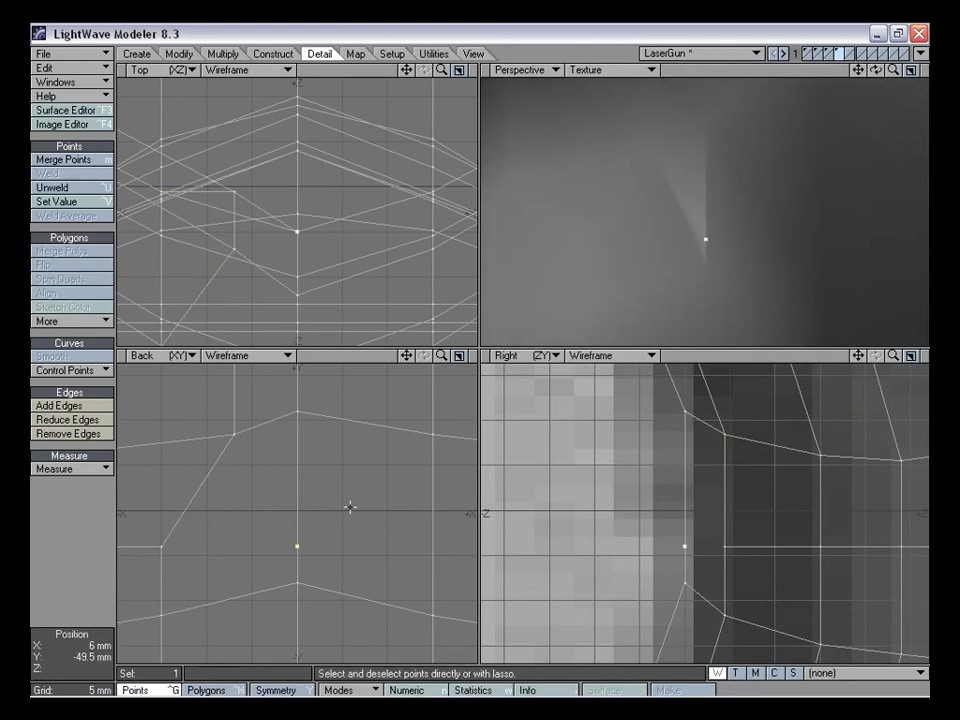 LightWave Modeler 8.3
File
Edit
Windows
Help
Surface Editor F3
Image Editor F4
Create Modify Multiply Construct Detail Map Setup Utilities View
LaserGun *
1
Top (XZ) Wireframe
Perspective Texture
Points
Merge Points m
Weld
Unweld ^U
Set Value ^V
Weld Average
Polygons
Merge Polys
Flip
Spin Quads
Align
Sketch Color
More
Curves
Smooth
Control Points
Edges
Add Edges
Reduce Edges
Remove Edges
Measure
Measure
Back (XY) Wireframe
Right (ZY) Wireframe
Position
X: 6 mm
Y: -49.5 mm
Z:
Grid: 5 mm
Sel: 1
Select and deselect points directly or with lasso.
W T M C S (none)
Points ^G Polygons ^H Symmetry Y Modes Numeric n Statistics w Info i Surface Make